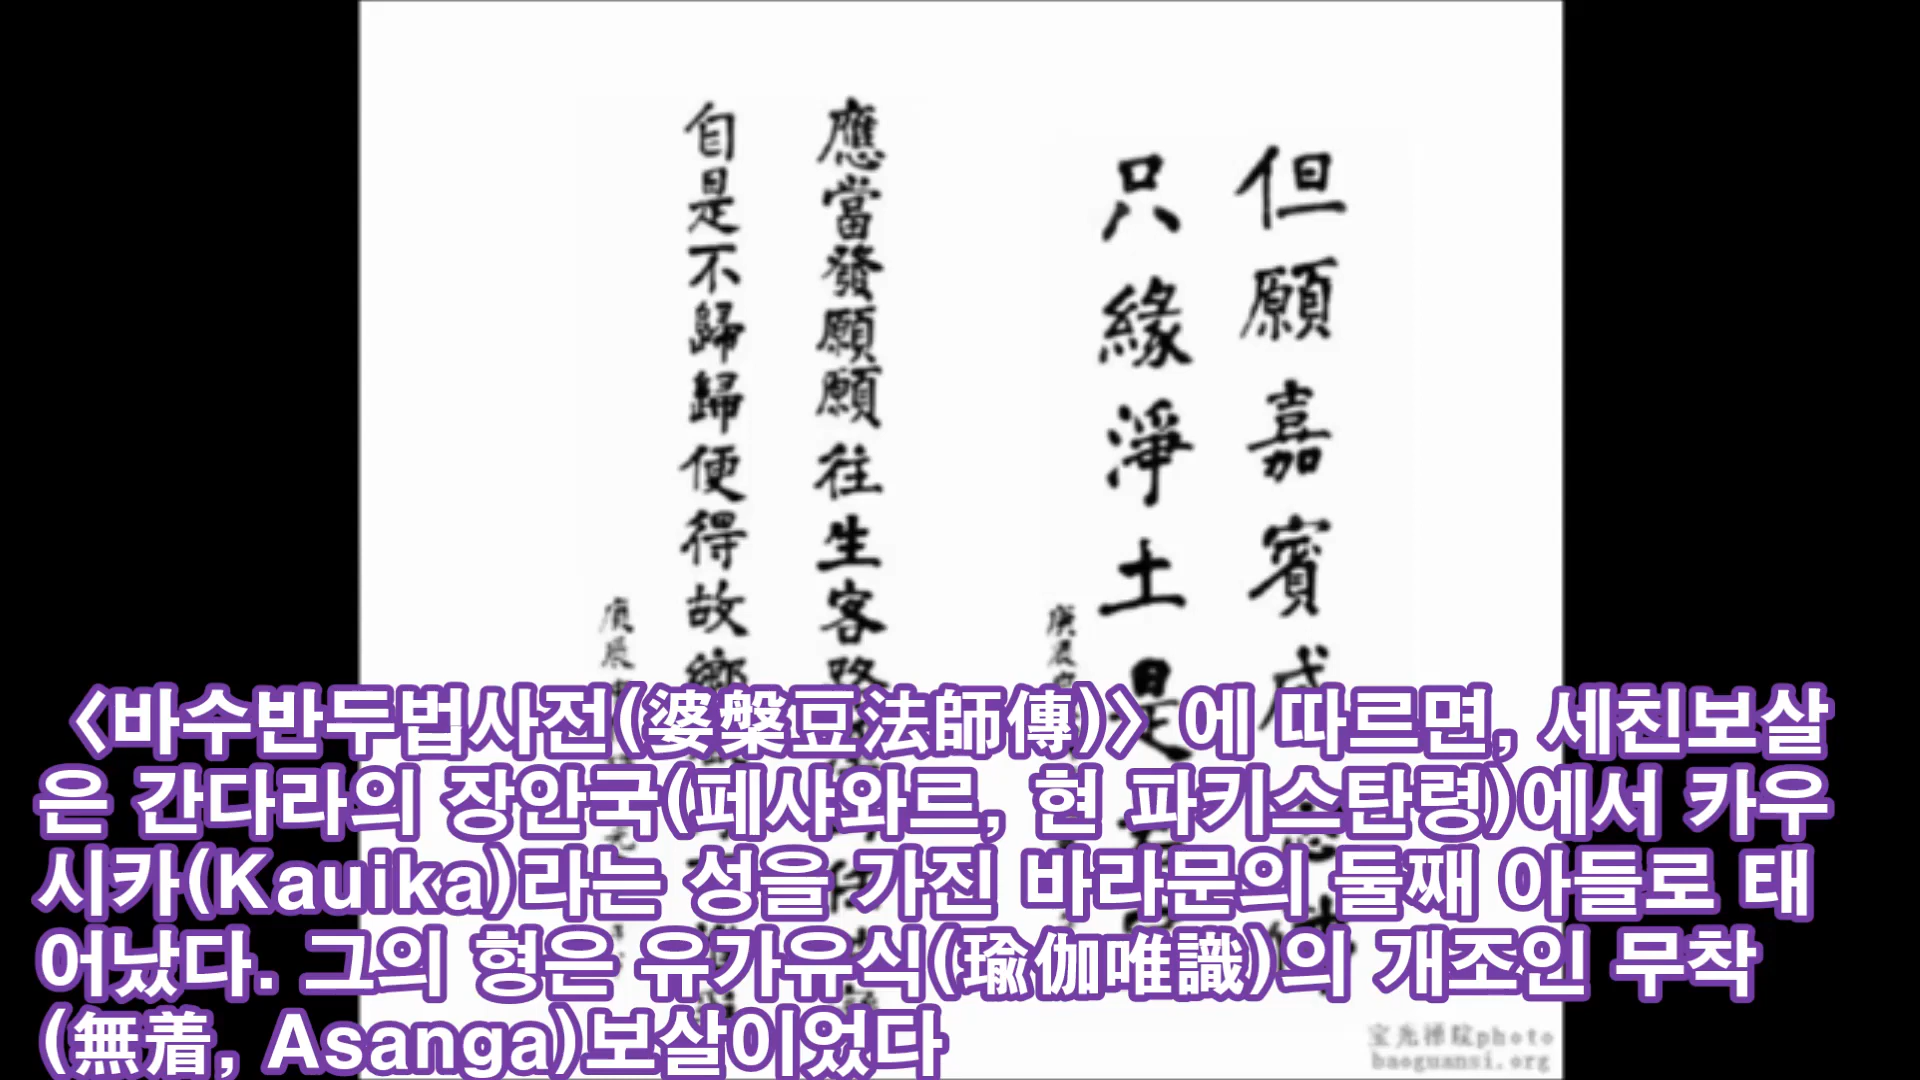 但願嘉賓成
只緣淨土是
庚辰
應當發願願往生客路
自是不歸歸便得故鄉
庚辰
〈바수반두법사전(婆槃豆法師傳)〉에 따르면, 세친보살
은 간다라의 장안국(페샤와르, 현 파키스탄령)에서 카우
시카(Kauika)라는 성을 가진 바라문의 둘째 아들로 태
어났다. 그의 형은 유가유식(瑜伽唯識)의 개조인 무착
(無着, Asanga)보살이었다
宝光禅院photo
baoguansi.org